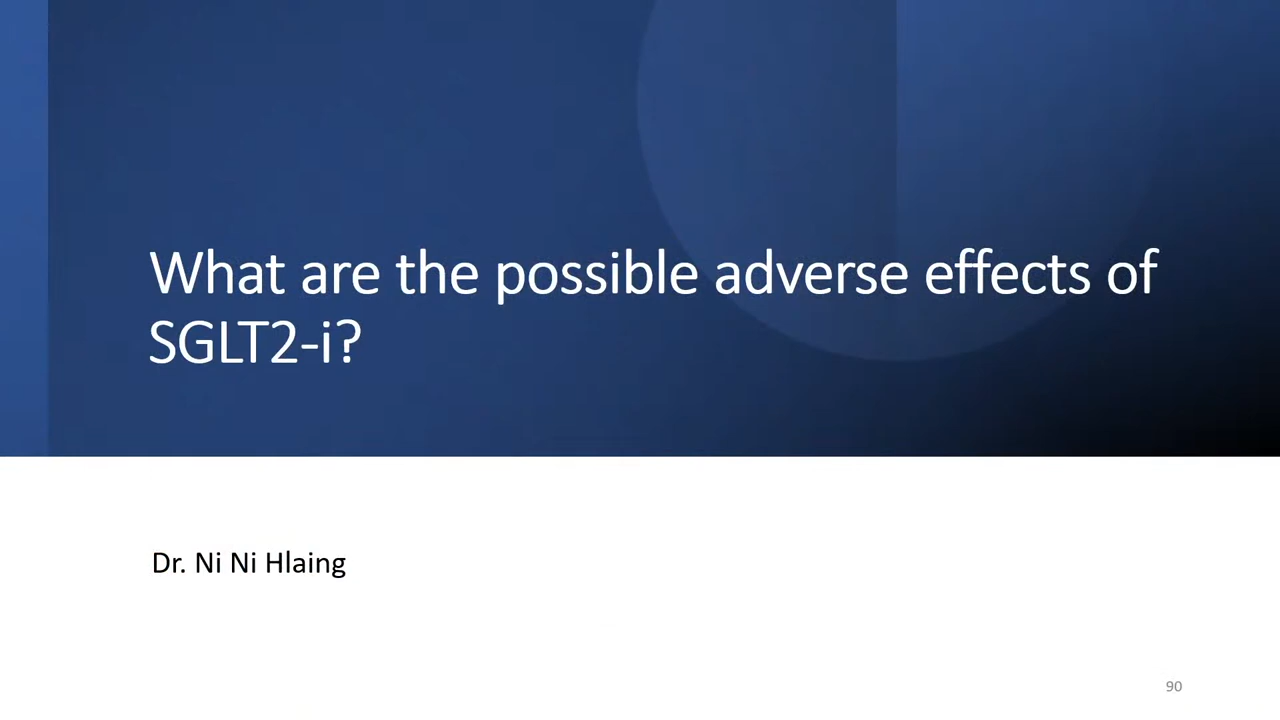 What are the possible adverse effects of
SGLT2-i?
Dr. Ni Ni Hlaing
90